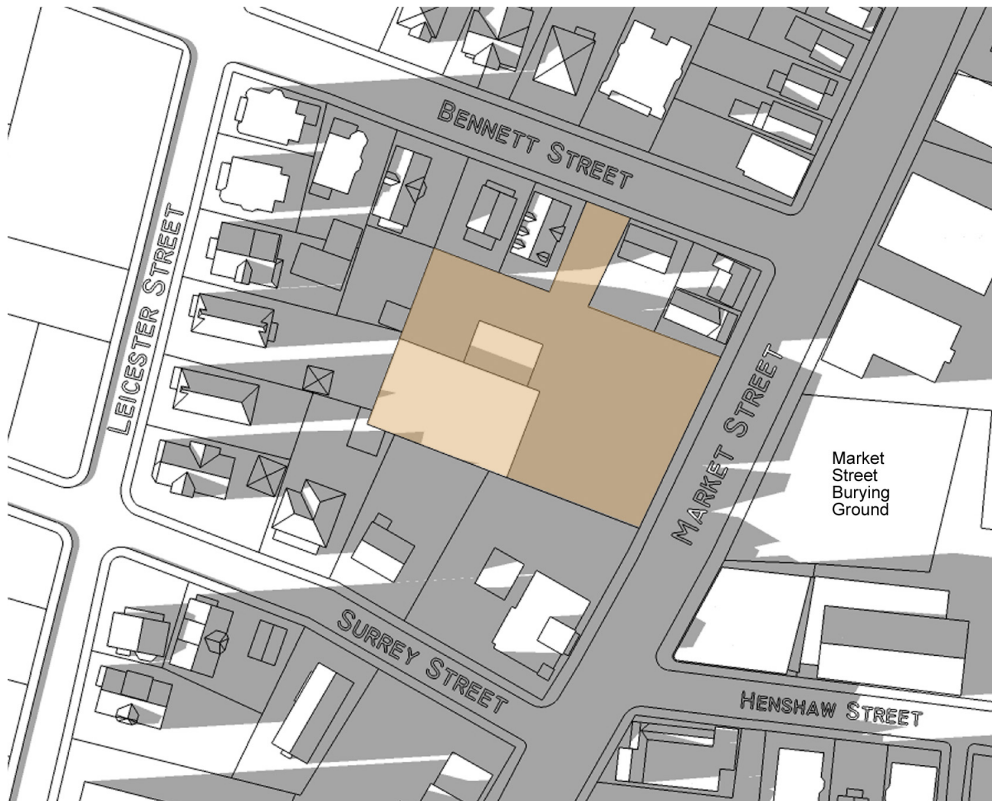 BENNETT STREET
LEICESTER STREET
MARKET STREET
Market
Street
Burying
Ground
SURREY STREET
HENSHAW STREET